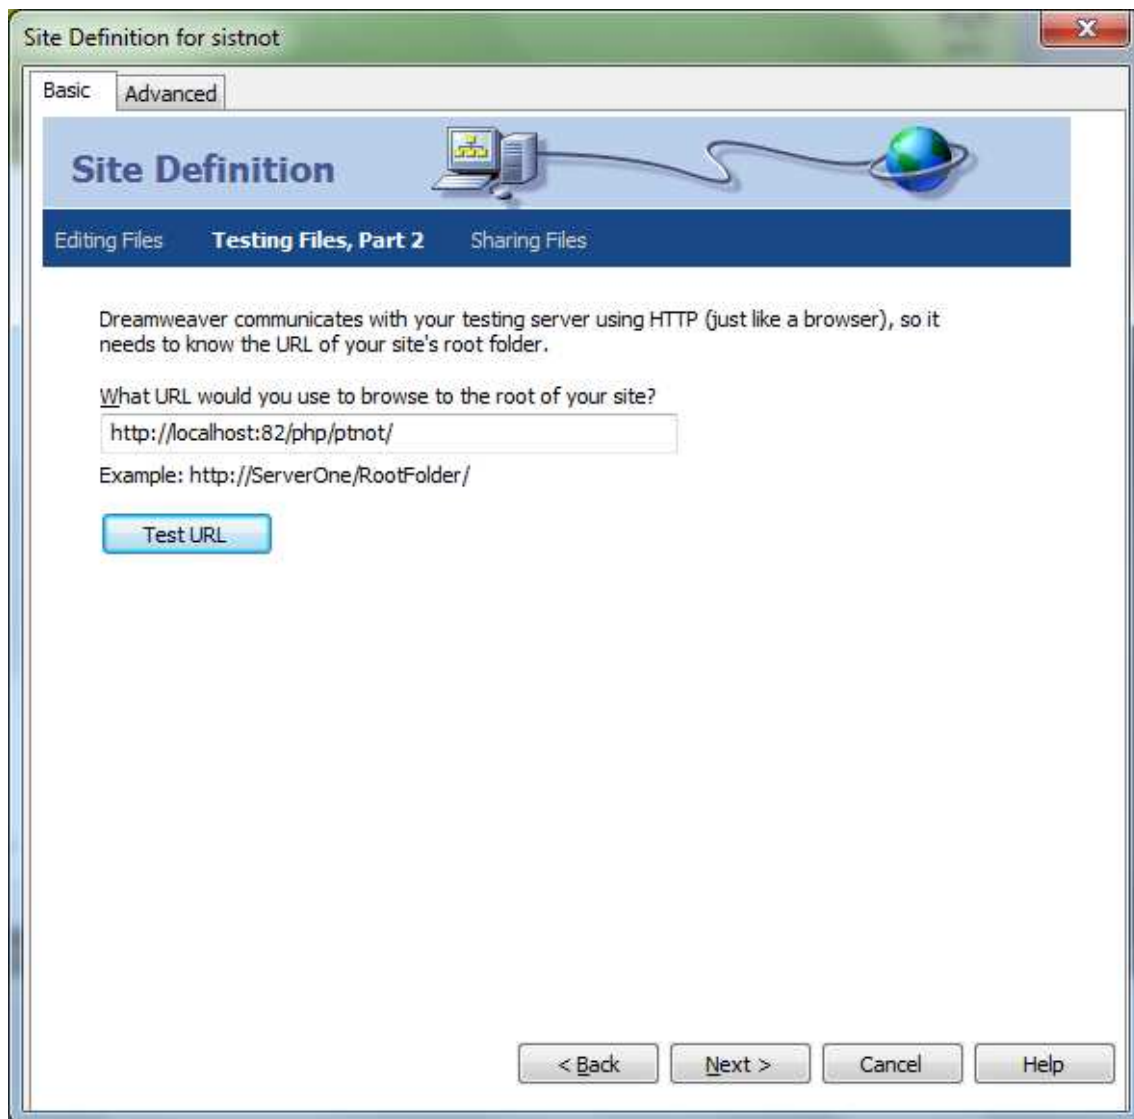 Site Definition for sistnot
Basic
Advanced
Site Definition
Editing Files
Testing Files, Part 2
Sharing Files
Dreamweaver communicates with your testing server using HTTP (just like a browser), so it
needs to know the URL of your site's root folder.
What URL would you use to browse to the root of your site?
http://localhost:82/php/ptnot/
Example: http://ServerOne/RootFolder/
Test URL
< Back
Next >
Cancel
Help